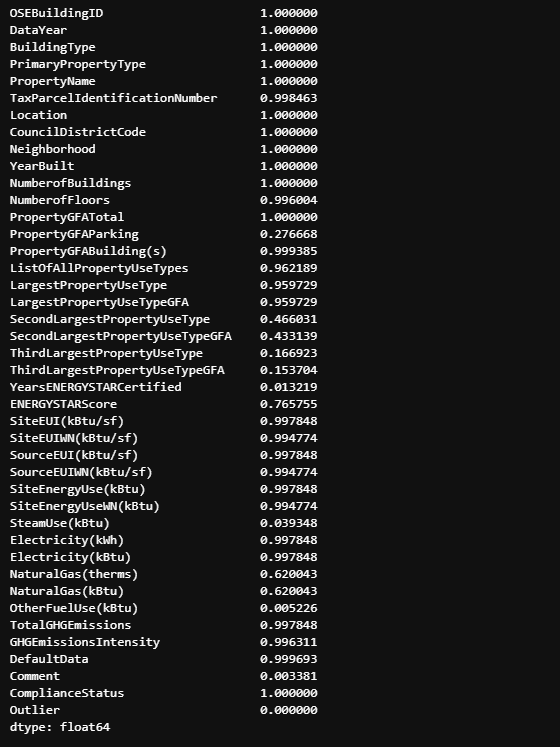 OSEBuildingID 1.000000
DataYear 1.000000
BuildingType 1.000000
PrimaryPropertyType 1.000000
PropertyName 1.000000
TaxParcelIdentificationNumber 0.998463
Location 1.000000
CouncilDistrictCode 1.000000
Neighborhood 1.000000
YearBuilt 1.000000
NumberofBuildings 1.000000
NumberofFloors 0.996004
PropertyGFATotal 1.000000
PropertyGFAParking 0.276668
PropertyGFABuilding(s) 0.999385
ListOfAllPropertyUseTypes 0.962189
LargestPropertyUseType 0.959729
LargestPropertyUseTypeGFA 0.959729
SecondLargestPropertyUseType 0.466031
SecondLargestPropertyUseTypeGFA 0.433139
ThirdLargestPropertyUseType 0.166923
ThirdLargestPropertyUseTypeGFA 0.153704
YearsENERGYSTARCertified 0.013219
ENERGYSTARScore 0.765755
SiteEUI(kBtu/sf) 0.997848
SiteEUIWN(kBtu/sf) 0.994774
SourceEUI(kBtu/sf) 0.997848
SourceEUIWN(kBtu/sf) 0.994774
SiteEnergyUse(kBtu) 0.997848
SiteEnergyUseWN(kBtu) 0.994774
SteamUse(kBtu) 0.039348
Electricity(kWh) 0.997848
Electricity(kBtu) 0.997848
NaturalGas(therms) 0.620043
NaturalGas(kBtu) 0.620043
OtherFuelUse(kBtu) 0.005226
TotalGHGEmissions 0.997848
GHGEmissionsIntensity 0.996311
DefaultData 0.999693
Comment 0.003381
ComplianceStatus 1.000000
Outlier 0.000000
dtype: float64